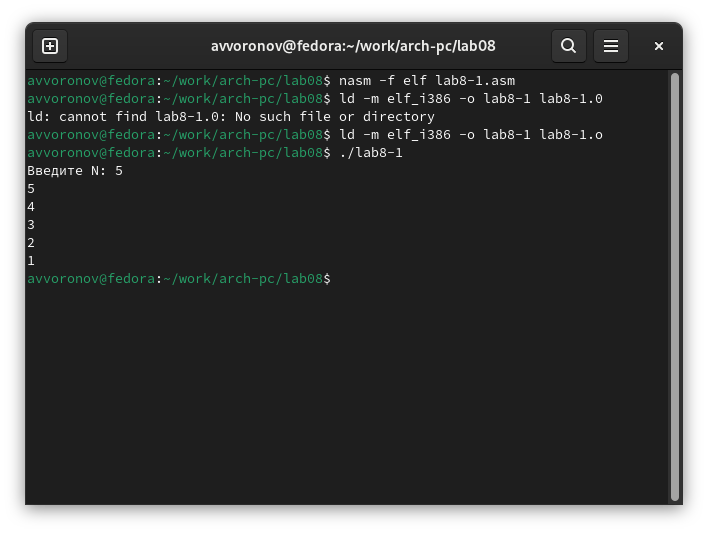 avvoronov@fedora:~/work/arch-pc/lab08
avvoronov@fedora:~/work/arch-pc/lab08$ nasm -f elf lab8-1.asm
avvoronov@fedora:~/work/arch-pc/lab08$ ld -m elf_i386 -o lab8-1 lab8-1.0
ld: cannot find lab8-1.0: No such file or directory
avvoronov@fedora:~/work/arch-pc/lab08$ ld -m elf_i386 -o lab8-1 lab8-1.o
avvoronov@fedora:~/work/arch-pc/lab08$ ./lab8-1
Введите N: 5
5
4
3
2
1
avvoronov@fedora:~/work/arch-pc/lab08$